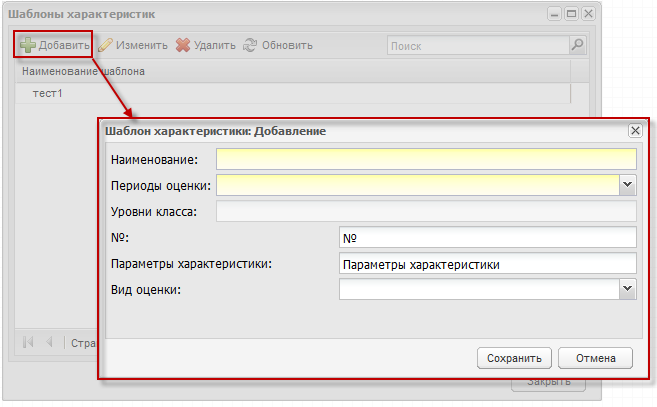 Шаблоны характеристик
Добавить Изменить Удалить Обновить Поиск
Наименование шаблона
тест1
Шаблон характеристики: Добавление
Наименование:
Периоды оценки:
Уровни класса:
№: №
Параметры характеристики: Параметры характеристики
Вид оценки:
Стра
Сохранить Отмена
Закрыть